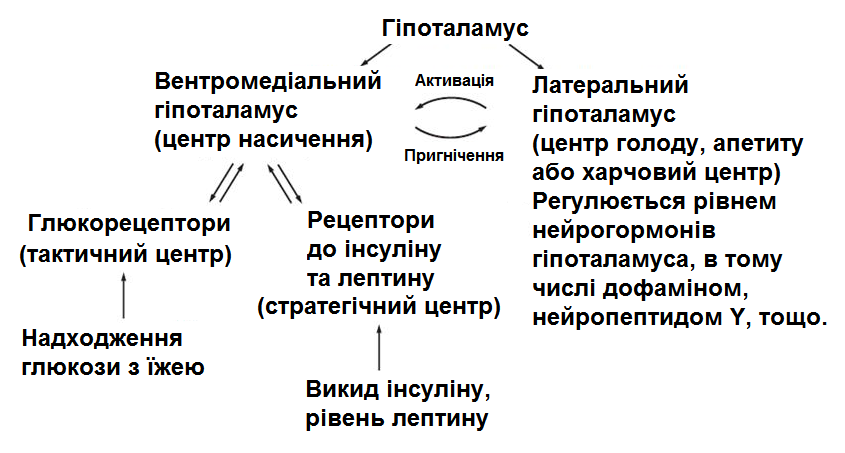 Гіпоталамус
Вентромедіальний
гіпоталамус
(центр насичення)
Активація
Пригнічення
Латеральний
гіпоталамус
(центр голоду, апетиту
або харчовий центр)
Регулюється рівнем
нейрогормонів
гіпоталамуса, в тому
числі дофаміном,
нейропептидом Y, тощо.
Глюкорецептори
(тактичний центр)
Рецептори
до інсуліну
та лептину
(стратегічний центр)
Надходження
глюкози з їжею
Викид інсуліну,
рівень лептину